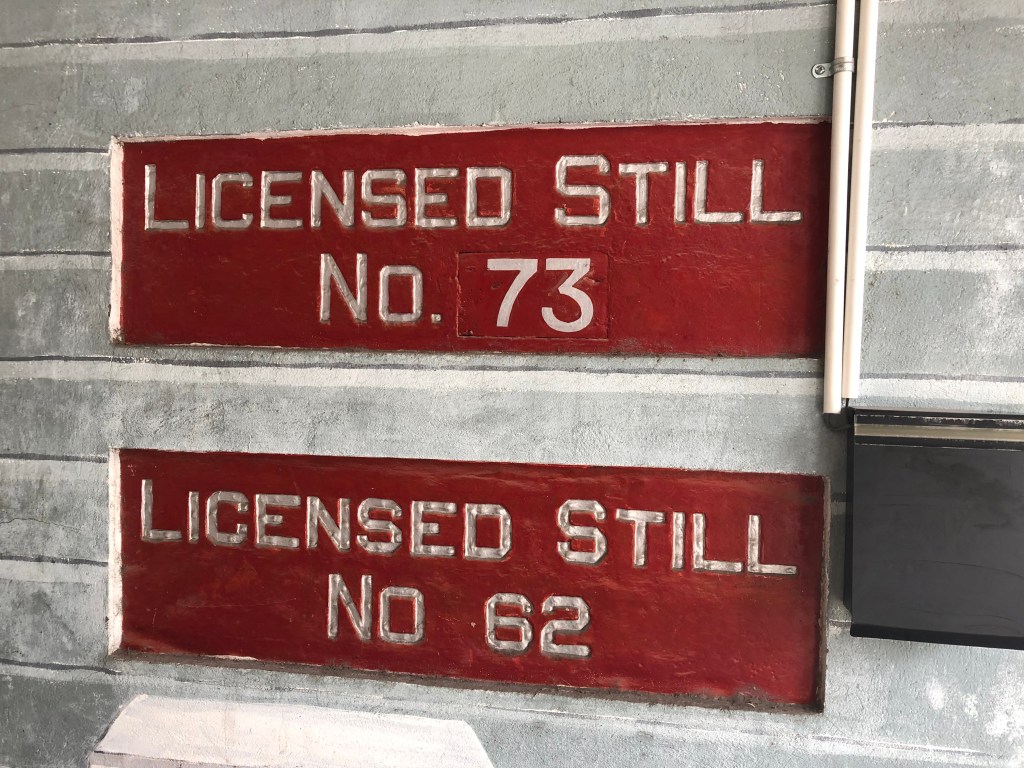 LICENSED STILL
NO. 73
LICENSED STILL
NO 62